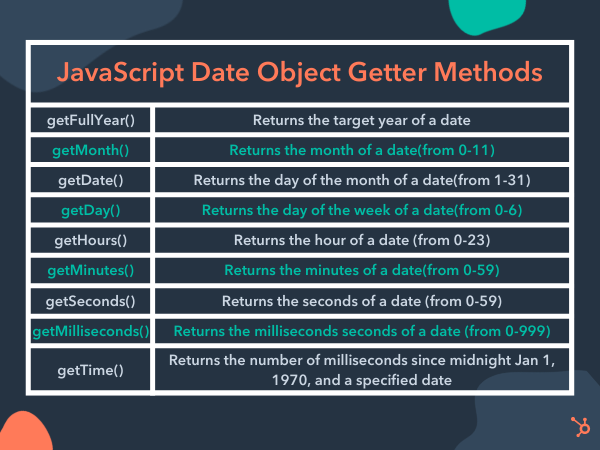 JavaScript Date Object Getter Methods
getFullYear() Returns the target year of a date
getMonth() Returns the month of a date(from 0-11)
getDate() Returns the day of the month of a date(from 1-31)
getDay() Returns the day of the week of a date(from 0-6)
getHours() Returns the hour of a date (from 0-23)
getMinutes() Returns the minutes of a date(from 0-59)
getSeconds() Returns the seconds of a date (from 0-59)
getMilliseconds() Returns the milliseconds seconds of a date (from 0-999)
getTime() Returns the number of milliseconds since midnight Jan 1,
1970, and a specified date